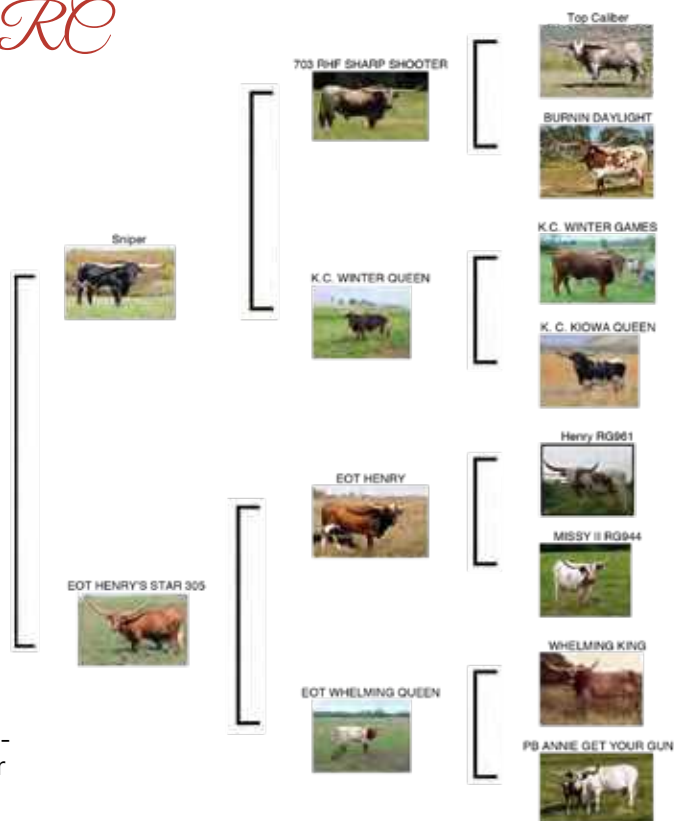 RC
Top Caliber
703 RHF SHARP SHOOTER
BURNIN DAYLIGHT
Sniper
K.C. WINTER GAMES
K.C. WINTER QUEEN
K. C. KIOWA QUEEN
Henry RG961
EOT HENRY
MISSY II RG944
EOT HENRY'S STAR 305
WHELMING KING
EOT WHELMING QUEEN
PB ANNIE GET YOUR GUN
-
r